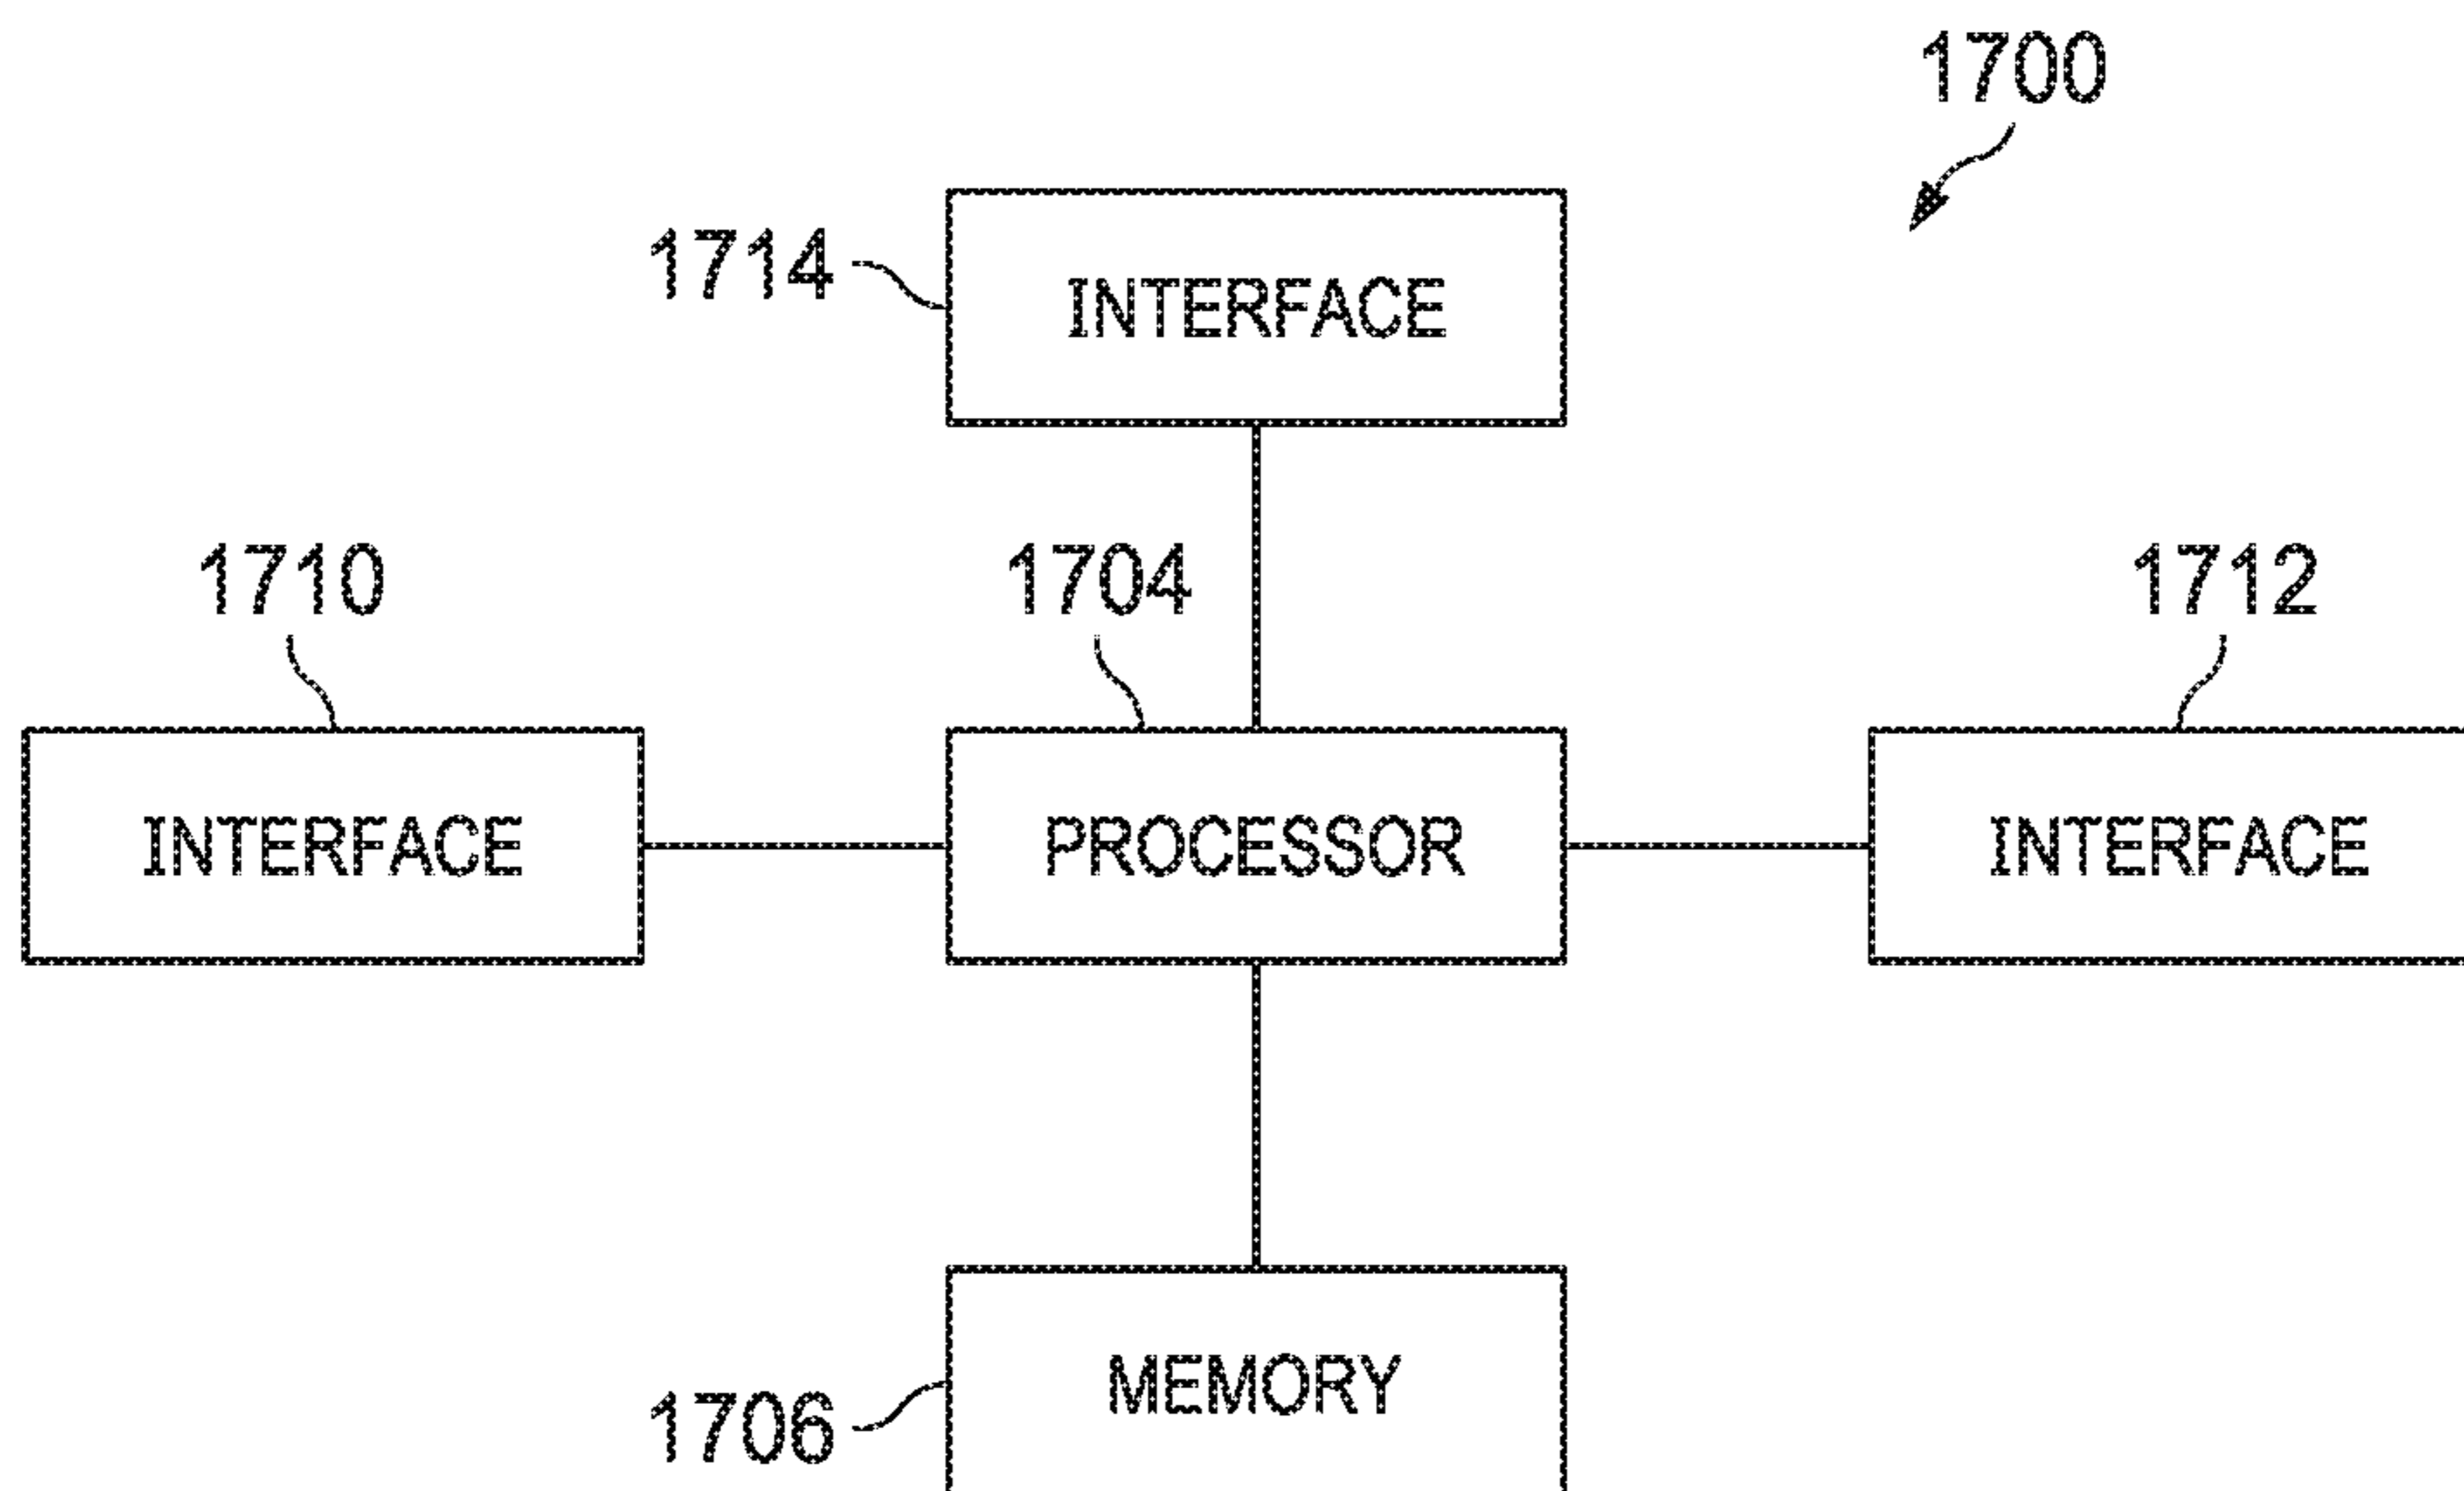 1700
1714
INTERFACE
1710
1704
1712
INTERFACE
PROCESSOR
INTERFACE
MEMORY
1706